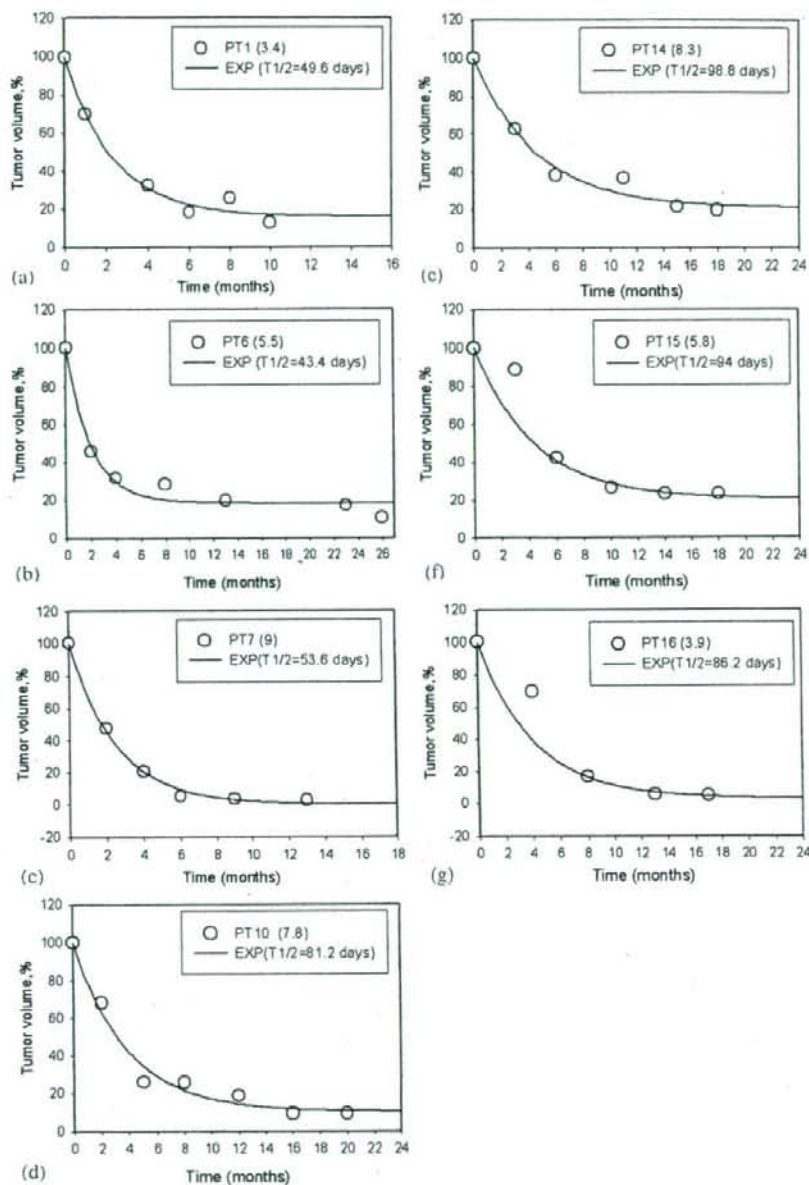 120
100
80
60
40
20
0
Tumor volume,%
PT1 (3.4)
EXP (T1/2=49.6 days)
0 2 4 6 8 10 12 14 16
Time (months)
(a)
120
100
80
60
40
20
0
Tumor volume,%
PT6 (5.5)
EXP (T1/2=43.4 days)
0 2 4 6 8 10 12 14 16 18 20 22 24 26
Time (months)
(b)
120
100
80
60
40
20
0
-20
Tumor volume,%
PT7 (9)
EXP(T1/2=53.6 days)
0 2 4 6 8 10 12 14 16 18
Time (months)
(c)
120
100
80
60
40
20
0
Tumor volume,%
PT10 (7.8)
EXP(T1/2=81.2 days)
0 2 4 6 8 10 12 14 16 18 20 22 24
Time (months)
(d)
120
100
80
60
40
20
0
Tumor volume,%
PT14 (8.3)
EXP (T1/2=98.8 days)
0 2 4 6 8 10 12 14 16 18 20 22 24
Time (months)
(e)
120
100
80
60
40
20
0
Tumor volume,%
PT15 (5.8)
EXP(T1/2=94 days)
0 2 4 6 8 10 12 14 16 18 20 22 24
Time (months)
(f)
120
100
80
60
40
20
0
-20
Tumor volume,%
PT16 (3.9)
EXP(T1/2=86.2 days)
0 2 4 6 8 10 12 14 16 18 20 22 24
Time (months)
(g)